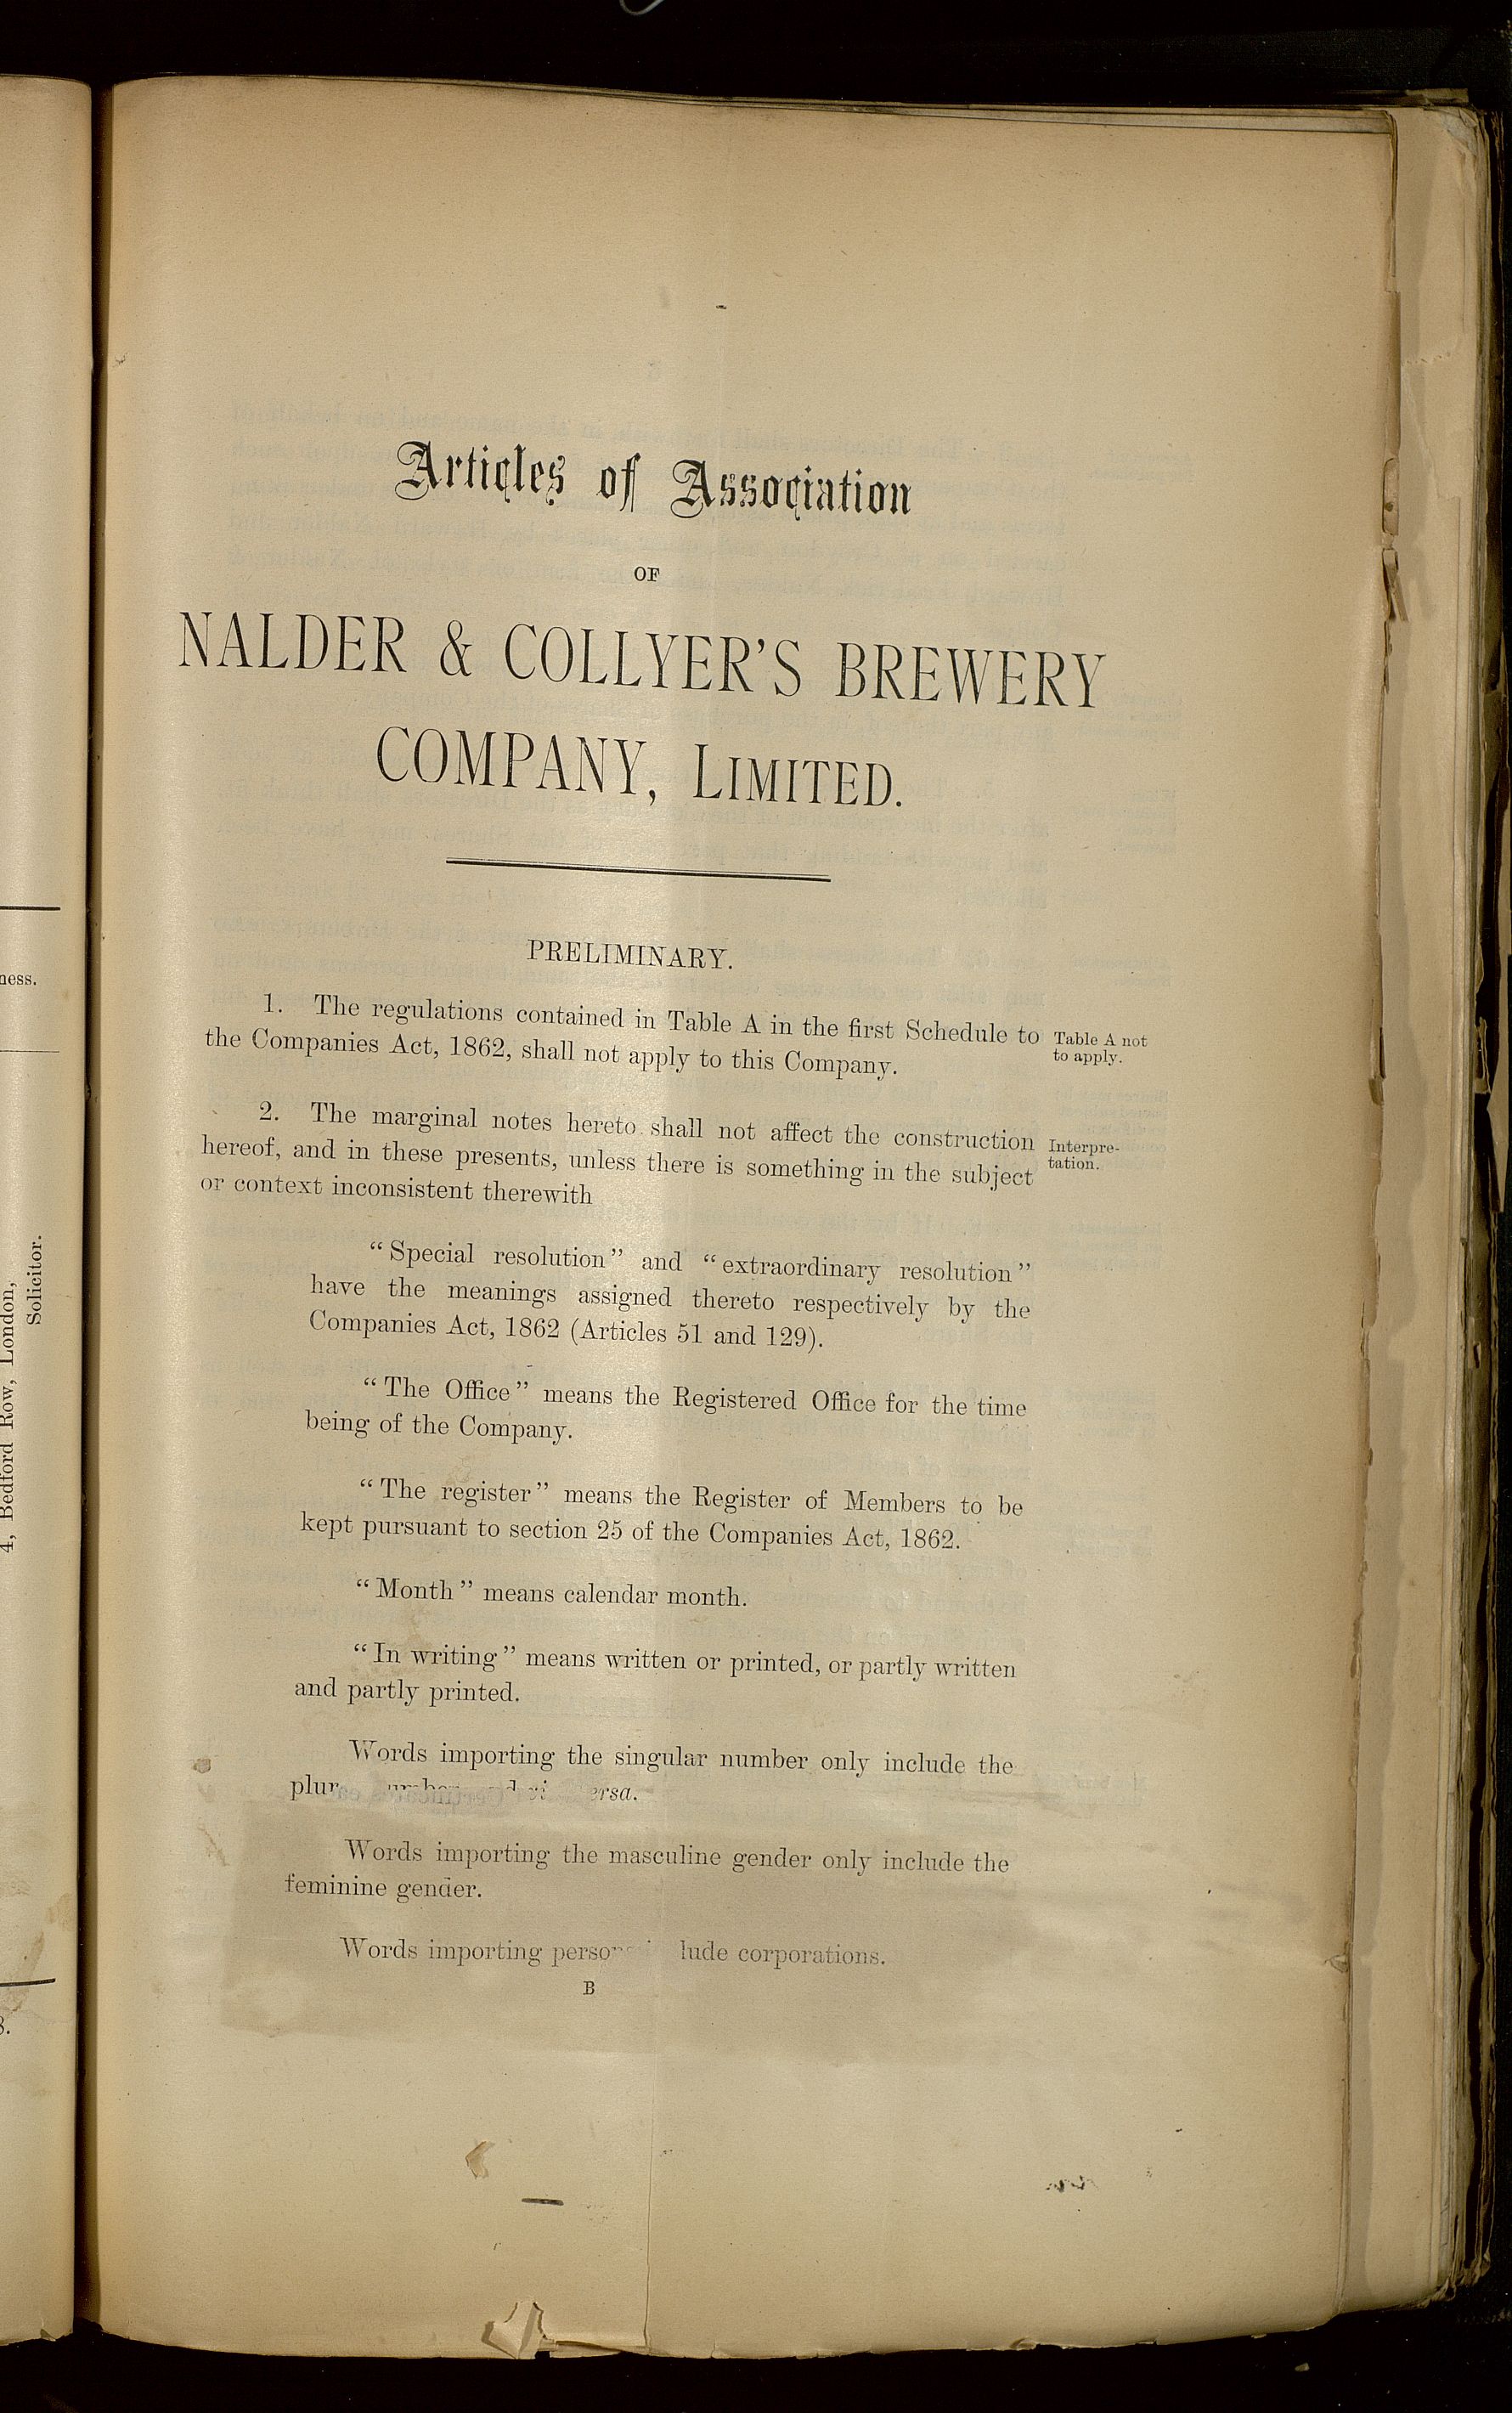 Articles of Association
OF
NALDER & COLLYER'S BREWERY
COMPANY, LIMITED.
PRELIMINARY.
1. The regulations contained in Table A in the first Schedule to
the Companies Act, 1862, shall not apply to this Company.
Table A not
to apply.
2. The marginal notes hereto shall not affect the construction
hereof, and in these presents, unless there is something in the subject
or context inconsistent therewith
Interpre-
tation.
"Special resolution" and "extraordinary resolution"
have the meanings assigned thereto respectively by the
Companies Act, 1862 (Articles 51 and 129).
"The Office" means the Registered Office for the time
being of the Company.
"The register" means the Register of Members to be
kept pursuant to section 25 of the Companies Act, 1862.
"Month" means calendar month.
"In writing" means written or printed, or partly written
and partly printed.
Words importing the singular number only include the
Words importing the masculine gender only include the
feminine gender.
Words importing corporations.
B
ness.
4, Bedford Row, London,
Solicitor.